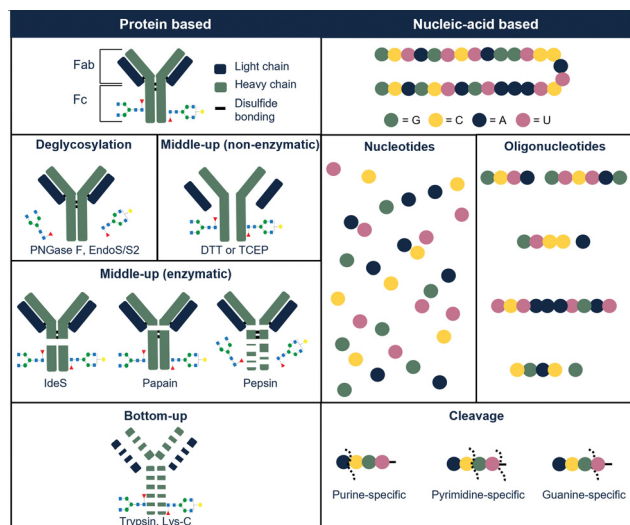 Protein based
Nucleic-acid based
Fab
Fc
Light chain
Heavy chain
Disulfide
bonding
= G = C = A = U
Deglycosylation
PNGase F, EndoS/S2
Middle-up (non-enzymatic)
DTT or TCEP
Nucleotides
Oligonucleotides
Middle-up (enzymatic)
IdeS
Papain
Pepsin
Bottom-up
Trypsin, Lys-C
Cleavage
Purine-specific
Pyrimidine-specific
Guanine-specific